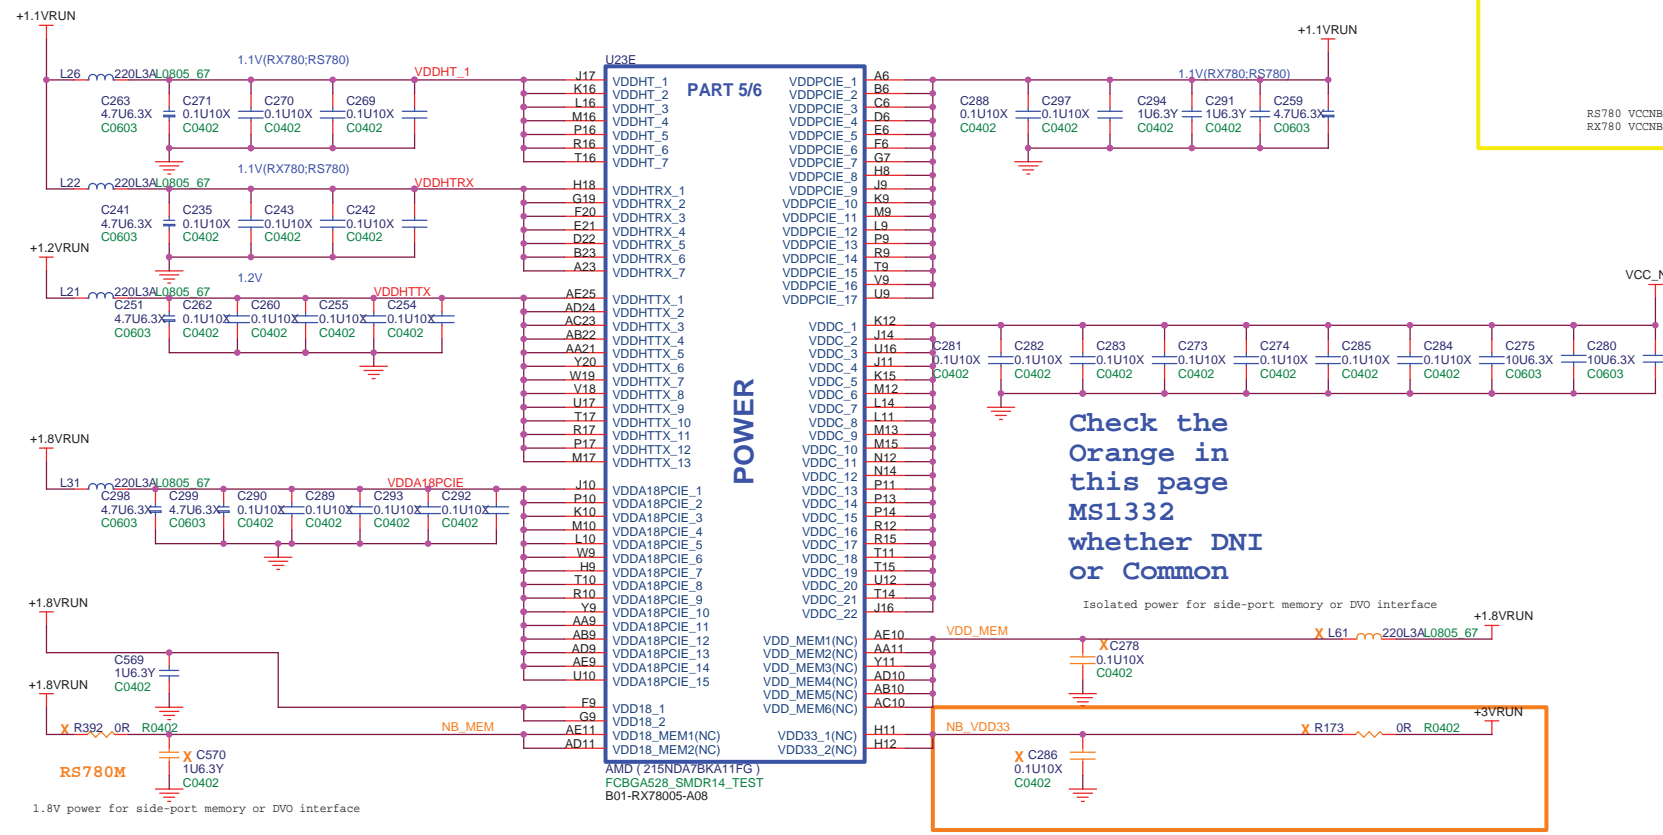 +1.1VRUN
L26 220L3A L0805_67
1.1V(RX780;RS780)
VDDHT_1
C263 4.7U6.3X C0603
C271 0.1U10X C0402
C270 0.1U10X C0402
C269 0.1U10X C0402
L22 220L3A L0805_67
1.1V(RX780;RS780)
VDDHTRX
C241 4.7U6.3X C0603
C235 0.1U10X C0402
C243 0.1U10X C0402
C242 0.1U10X C0402
+1.2VRUN
L21 220L3A L0805_67
1.2V
VDDHTTX
C251 4.7U6.3X C0603
C262 0.1U10X C0402
C260 0.1U10X C0402
C255 0.1U10X C0402
C254 0.1U10X C0402
+1.8VRUN
L31 220L3A L0805_67
VDDA18PCIE
C298 4.7U6.3X C0603
C299 4.7U6.3X C0603
C290 0.1U10X C0402
C289 0.1U10X C0402
C293 0.1U10X C0402
C292 0.1U10X C0402
+1.8VRUN
C569 1U6.3Y C0402
+1.8VRUN
X R392 0R R0402
NB_MEM
X C570 1U6.3Y C0402
RS780M
1.8V power for side-port memory or DVO interface
U23E
PART 5/6
POWER
J17 VDDHT_1
K16 VDDHT_2
L16 VDDHT_3
M16 VDDHT_4
P16 VDDHT_5
R16 VDDHT_6
T16 VDDHT_7
H18 VDDHTRX_1
G19 VDDHTRX_2
F20 VDDHTRX_3
E21 VDDHTRX_4
D22 VDDHTRX_5
B23 VDDHTRX_6
A23 VDDHTRX_7
AE25 VDDHTTX_1
AD24 VDDHTTX_2
AC23 VDDHTTX_3
AB22 VDDHTTX_4
AA21 VDDHTTX_5
Y20 VDDHTTX_6
W19 VDDHTTX_7
V18 VDDHTTX_8
U17 VDDHTTX_9
T17 VDDHTTX_10
R17 VDDHTTX_11
P17 VDDHTTX_12
M17 VDDHTTX_13
J10 VDDA18PCIE_1
P10 VDDA18PCIE_2
K10 VDDA18PCIE_3
M10 VDDA18PCIE_4
L10 VDDA18PCIE_5
W9 VDDA18PCIE_6
H9 VDDA18PCIE_7
T10 VDDA18PCIE_8
R10 VDDA18PCIE_9
Y9 VDDA18PCIE_10
AA9 VDDA18PCIE_11
AB9 VDDA18PCIE_12
AD9 VDDA18PCIE_13
AE9 VDDA18PCIE_14
U10 VDDA18PCIE_15
F9 VDD18_1
G9 VDD18_2
AE11 VDD18_MEM1(NC)
AD11 VDD18_MEM2(NC)
VDDPCIE_1 A6
VDDPCIE_2 B6
VDDPCIE_3 C6
VDDPCIE_4 D6
VDDPCIE_5 E6
VDDPCIE_6 F6
VDDPCIE_7 G7
VDDPCIE_8 H8
VDDPCIE_9 J9
VDDPCIE_10 K9
VDDPCIE_11 M9
VDDPCIE_12 L9
VDDPCIE_13 P9
VDDPCIE_14 R9
VDDPCIE_15 T9
VDDPCIE_16 V9
VDDPCIE_17 U9
VDDC_1 K12
VDDC_2 J14
VDDC_3 U16
VDDC_4 J11
VDDC_5 K15
VDDC_6 M12
VDDC_7 L14
VDDC_8 L11
VDDC_9 M13
VDDC_10 M15
VDDC_11 N12
VDDC_12 N14
VDDC_13 P11
VDDC_14 P13
VDDC_15 P14
VDDC_16 R12
VDDC_17 R15
VDDC_18 T11
VDDC_19 T15
VDDC_20 U12
VDDC_21 T14
VDDC_22 J16
VDD_MEM1(NC) AE10
VDD_MEM2(NC) AA11
VDD_MEM3(NC) Y11
VDD_MEM4(NC) AD10
VDD_MEM5(NC) AB10
VDD_MEM6(NC) AC10
VDD33_1(NC) H11
VDD33_2(NC) H12
AMD ( 215NDA7BKA11FG )
FCBGA528_SMDR14_TEST
B01-RX78005-A08
+1.1VRUN
1.1V(RX780;RS780)
C288 0.1U10X C0402
C297 0.1U10X C0402
C294 1U6.3Y C0402
C291 1U6.3Y C0402
C259 4.7U6.3X C0603
RS780 VCCNB
RX780 VCCNB
VCC_N
C281 0.1U10X C0402
C282 0.1U10X C0402
C283 0.1U10X C0402
C273 0.1U10X C0402
C274 0.1U10X C0402
C285 0.1U10X C0402
C284 0.1U10X C0402
C275 10U6.3X C0603
C280 10U6.3X C0603
Check the
Orange in
this page
MS1332
whether DNI
or Common
Isolated power for side-port memory or DVO interface
VDD_MEM
+1.8VRUN
X L61 220L3A L0805_67
X C278 0.1U10X C0402
NB_VDD33
+3VRUN
X R173 0R R0402
X C286 0.1U10X C0402